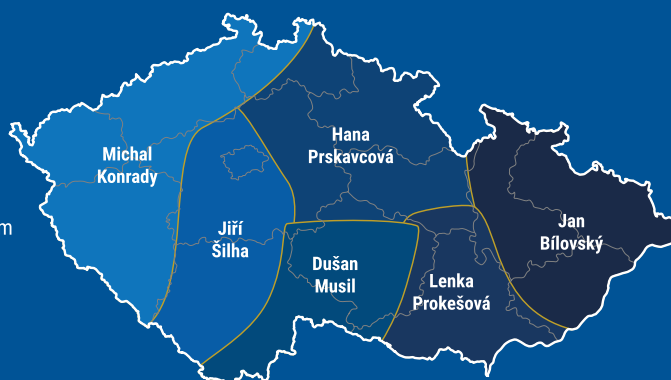 Michal
Konrady
Hana
Prskavcová
Jiří
Šilha
Jan
Bílovský
Dušan
Musil
Lenka
Prokešová
m